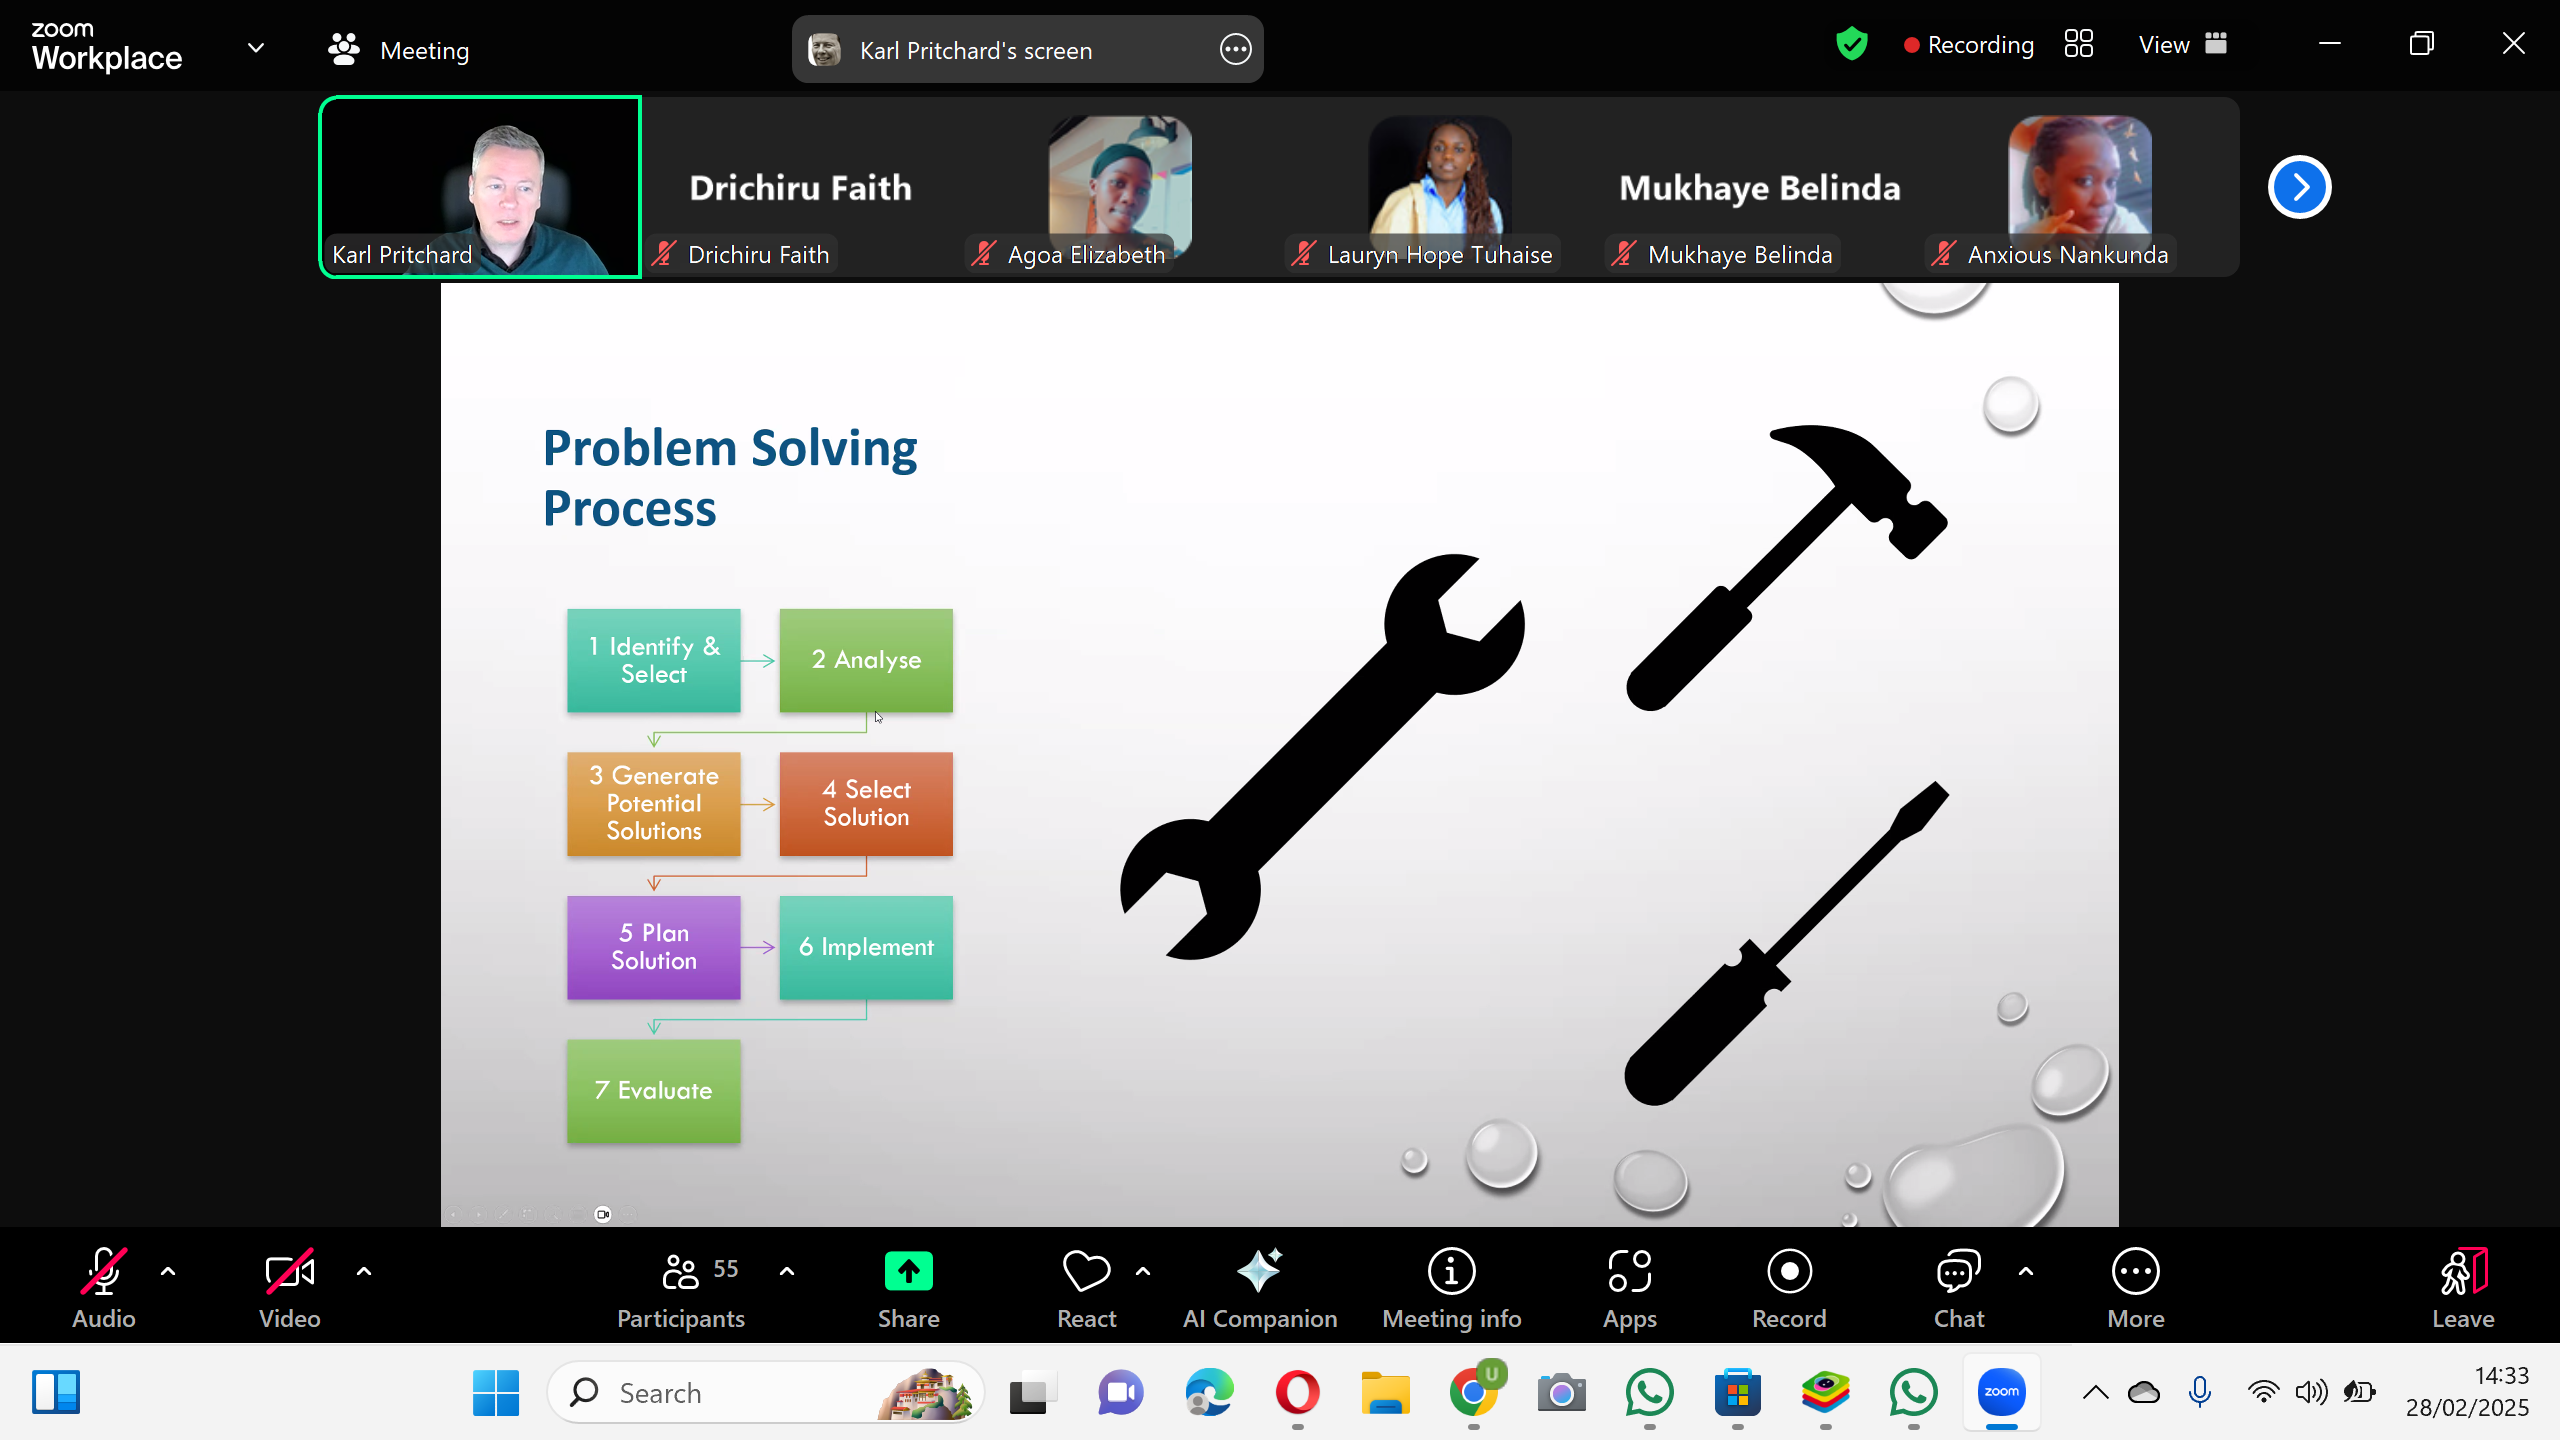 zoom
Workplace
Meeting
Karl Pritchard's screen
Recording
View
Karl Pritchard
Drichiru Faith
Drichiru Faith
Agoa Elizabeth
Lauryn Hope Tuhaise
Mukhaye Belinda
Mukhaye Belinda
Anxious Nankunda
Problem Solving
Process
1 Identify &
Select
2 Analyse
3 Generate
Potential
Solutions
4 Select
Solution
5 Plan
Solution
6 Implement
7 Evaluate
Audio
Video
55
Participants
Share
React
AI Companion
Meeting info
Apps
Record
Chat
More
Leave
Search
U
zoom
14:33
28/02/2025